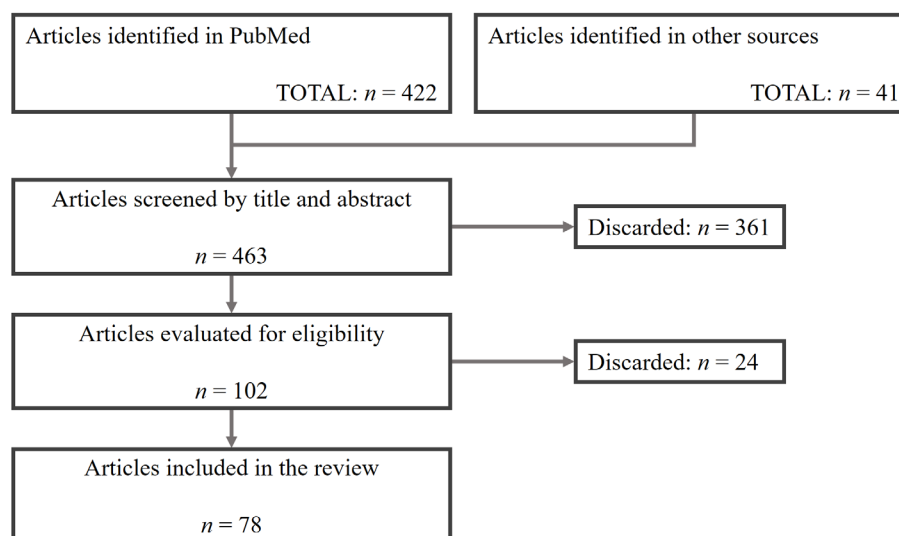 Articles identified in PubMed
TOTAL: n = 422
Articles identified in other sources
TOTAL: n = 41
Articles screened by title and abstract
n = 463
Discarded: n = 361
Articles evaluated for eligibility
n = 102
Discarded: n = 24
Articles included in the review
n = 78